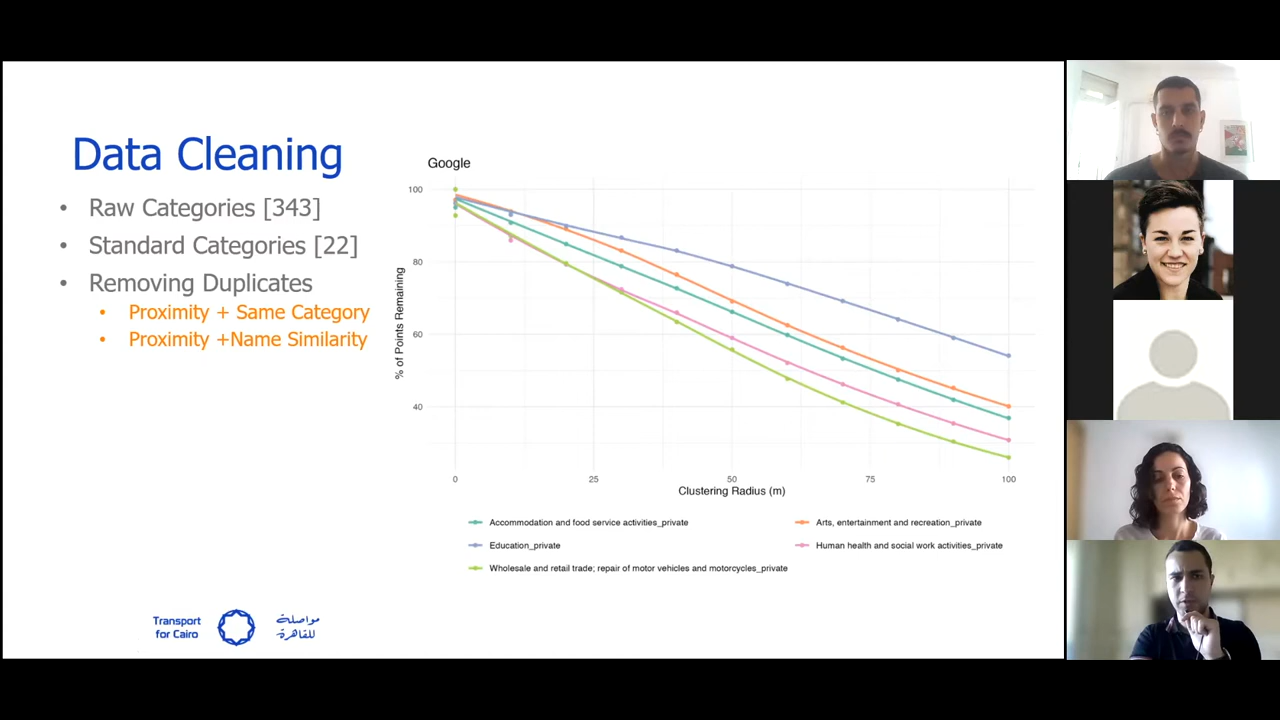 Data Cleaning
• Raw Categories [343]
• Standard Categories [22]
• Removing Duplicates
• Proximity + Same Category
• Proximity +Name Similarity
Google
% of Points Remaining
100
80
60
40
0
25
50
75
100
Clustering Radius (m)
Accommodation and food service activities_private
Arts, entertainment and recreation_private
Education_private
Human health and social work activities_private
Wholesale and retail trade; repair of motor vehicles and motorcycles_private
Transport
for Cairo
مواصلة
للقاهرة